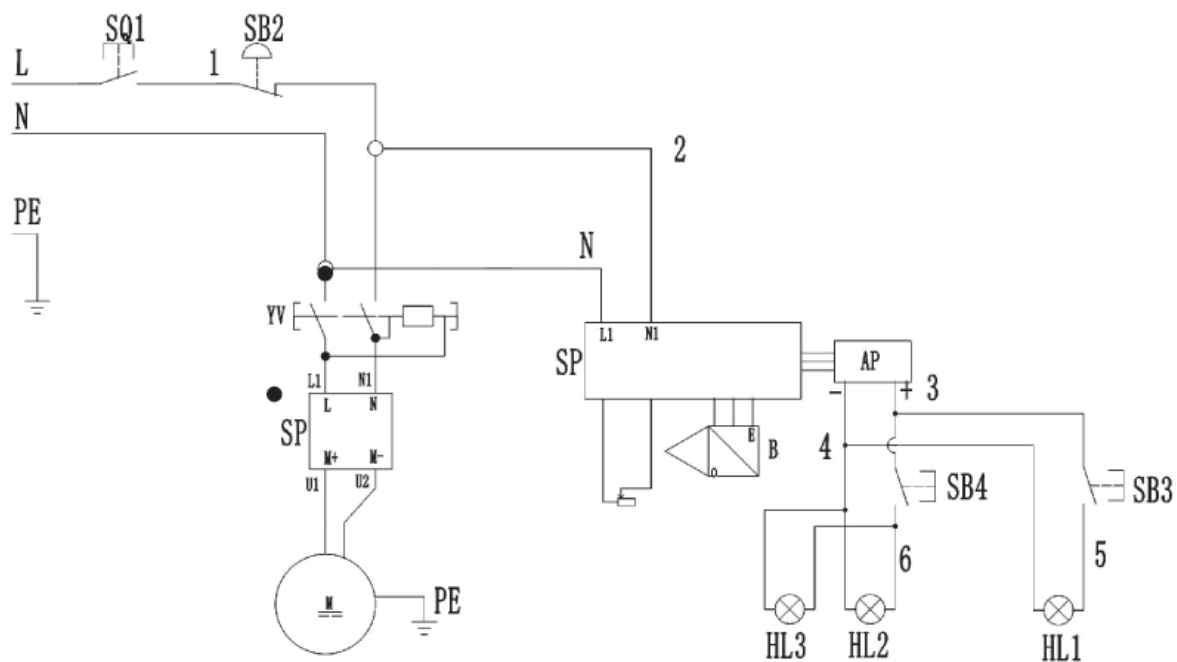 SQ1 SB2
L 1
N
2
PE
N
YV
L1 N1
SP AP
- + 3
L1 N1
L N
SP
M+ M-
U1 U2
E
B
O
4
SB4 SB3
6 5
M
PE
HL3 HL2 HL1